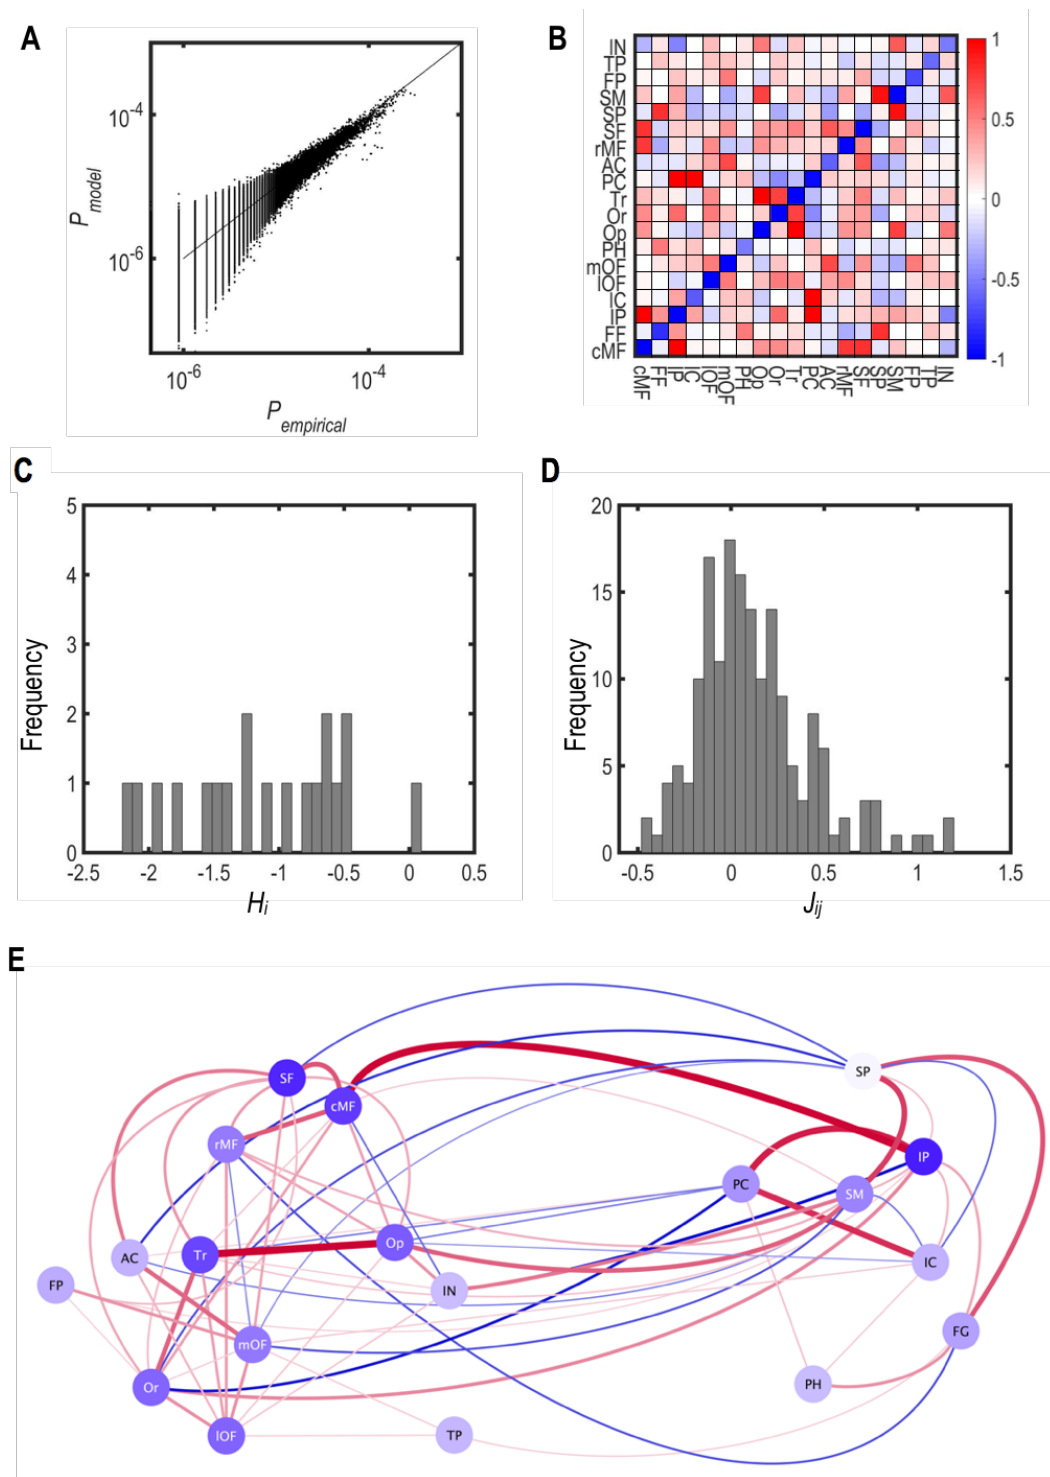 A
10-4
10-6
P model
10-6
10-4
P empirical
B
IN
TP
FP
SM
SP
SF
rMF
AC
PC
Tr
Or
Op
PH
mOF
lOF
IC
IP
FF
cMF
cMF FF IP IC lOF mOF PH Op Or Tr PC AC rMF SF SP SM FP TP IN
1
0.5
0
-0.5
-1
C
5
4
3
2
1
0
Frequency
-2.5 -2 -1.5 -1 -0.5 0 0.5
Hi
D
20
15
10
5
0
Frequency
-0.5 0 0.5 1 1.5
Jij
E
SF
SP
cMF
rMF
IP
PC
SM
Op
Tr
AC
IC
FP
IN
FG
mOF
PH
Or
lOF
TP